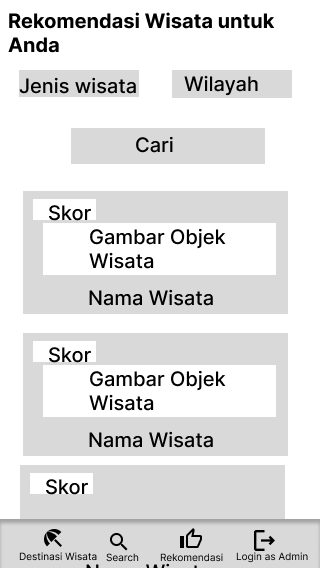 Rekomendasi Wisata untuk
Anda
Jenis wisata
Wilayah
Cari
Skor
Gambar Objek
Wisata
Nama Wisata
Skor
Gambar Objek
Wisata
Nama Wisata
Skor
Destinasi Wisata
Search
Rekomendasi
Login as Admin